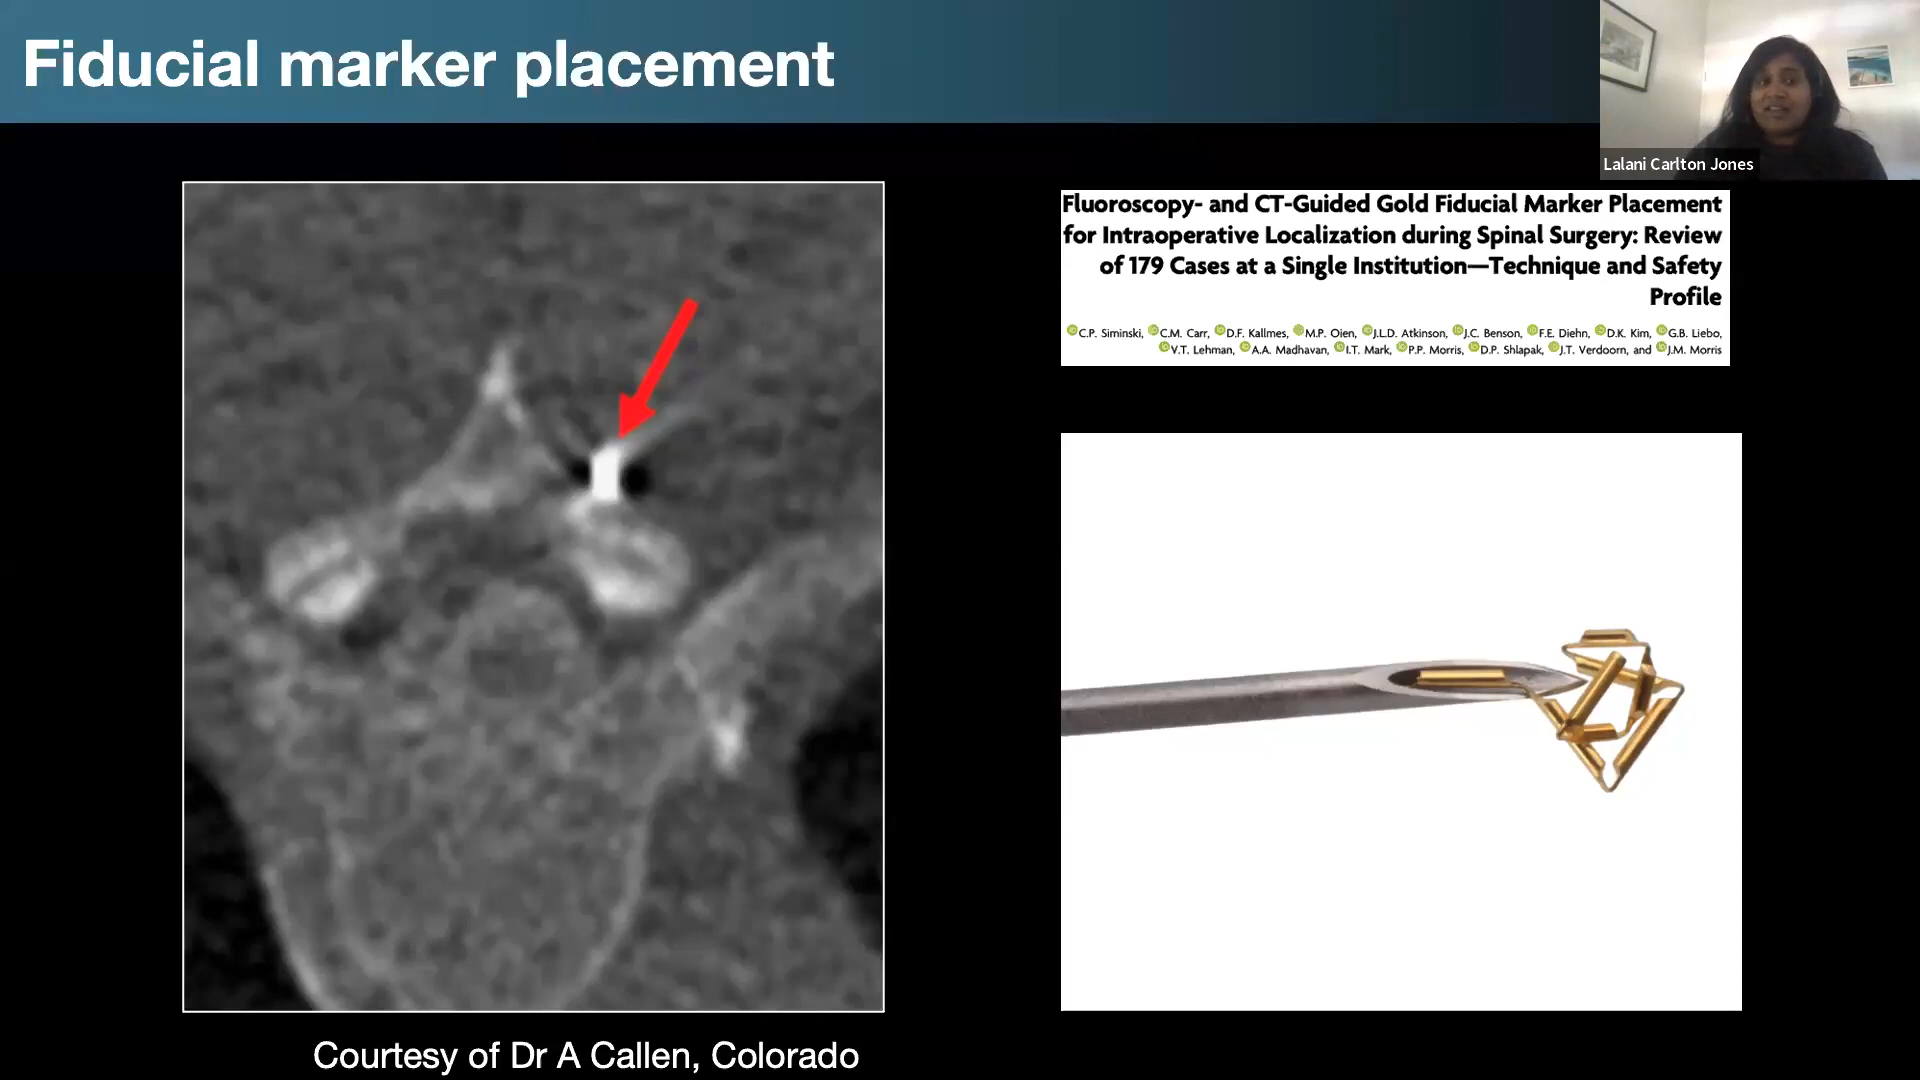 Fiducial marker placement
Lalani Carlton Jones
Fluoroscopy- and CT-Guided Gold Fiducial Marker Placement
for Intraoperative Localization during Spinal Surgery: Review
of 179 Cases at a Single Institution—Technique and Safety
Profile
C.P. Siminski, C.M. Carr, D.F. Kallmes, M.P. Oien, J.L.D. Atkinson, J.C. Benson, F.E. Diehn, D.K. Kim, G.B. Liebo,
V.T. Lehman, A.A. Madhavan, I.T. Mark, P.P. Morris, D.P. Shlapak, J.T. Verdoorn, and J.M. Morris
Courtesy of Dr A Callen, Colorado